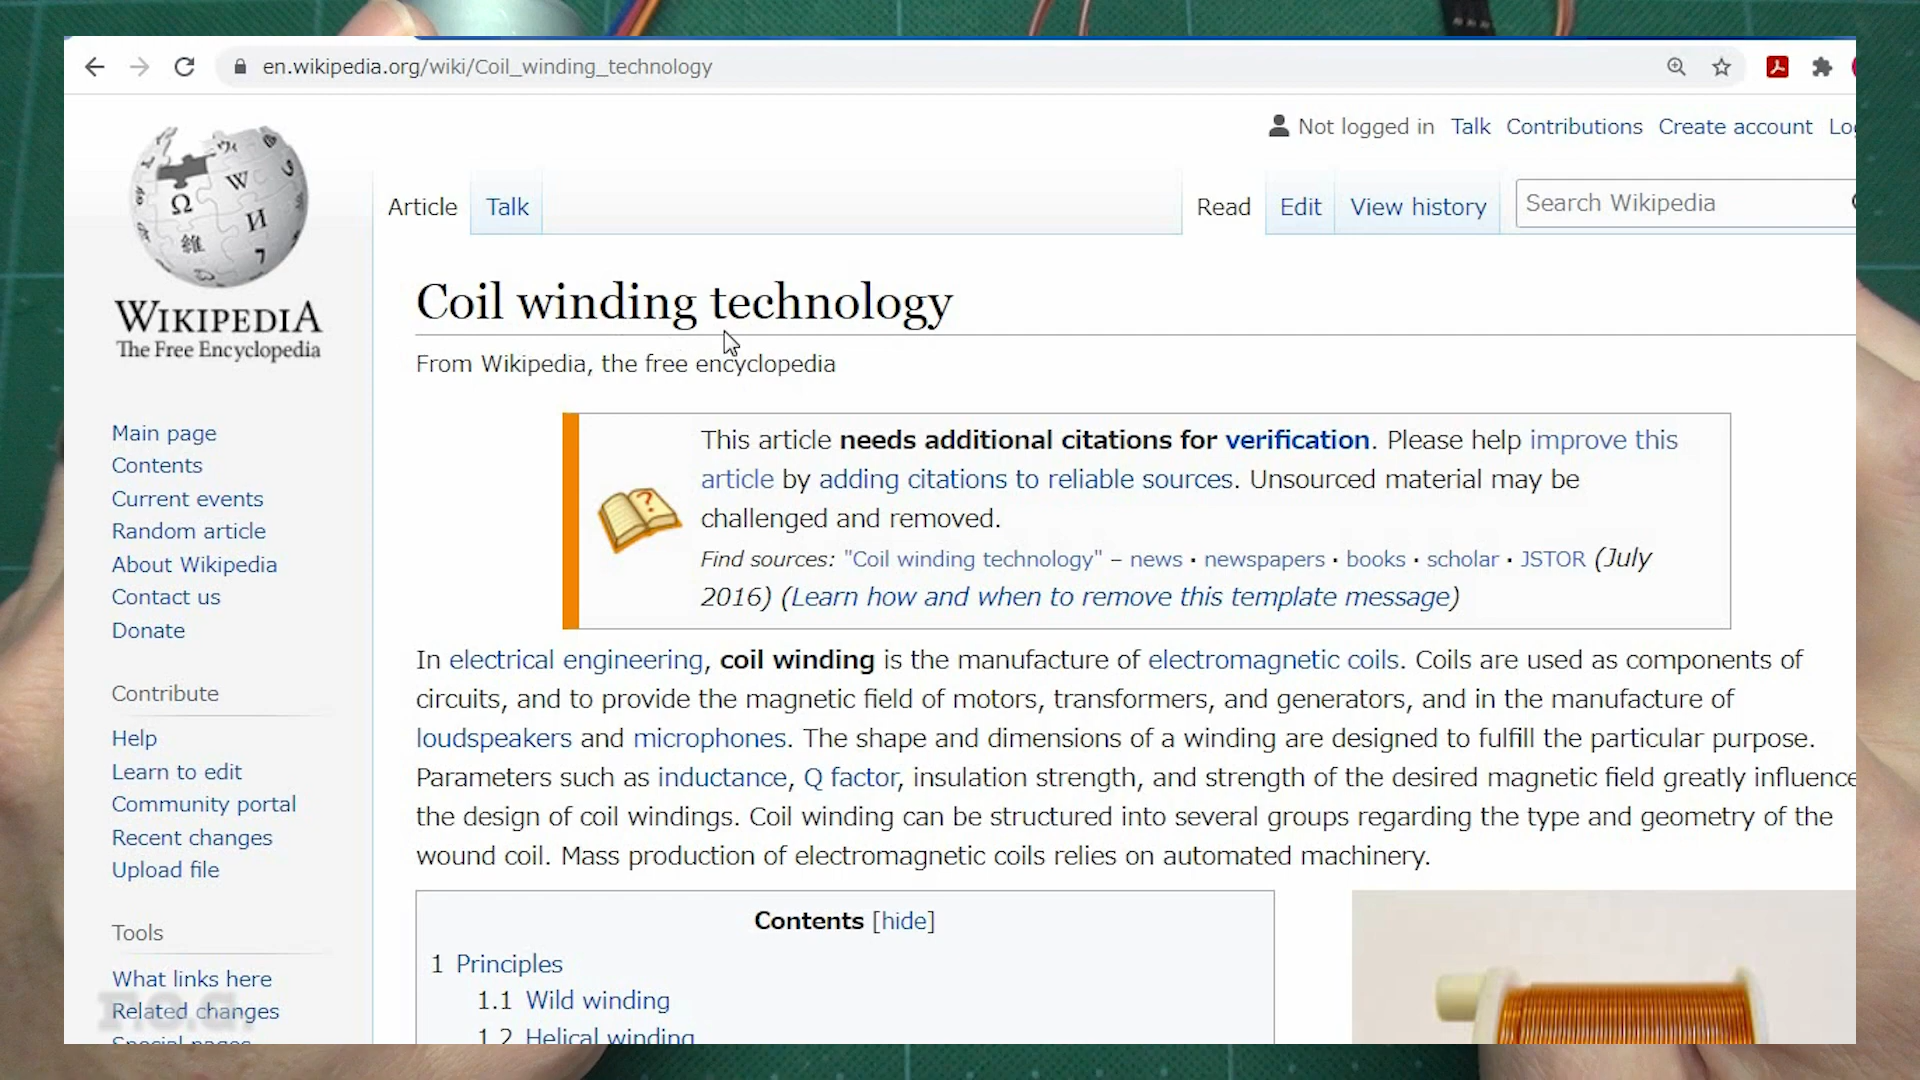 en.wikipedia.org/wiki/Coil_winding_technology
Not logged in Talk Contributions Create account
Article Talk Read Edit View history Search Wikipedia
WIKIPEDIA
The Free Encyclopedia
Main page
Contents
Current events
Random article
About Wikipedia
Contact us
Donate
Contribute
Help
Learn to edit
Community portal
Recent changes
Upload file
Tools
What links here
Related changes
Special pages
Coil winding technology
From Wikipedia, the free encyclopedia
This article needs additional citations for verification. Please help improve this
article by adding citations to reliable sources. Unsourced material may be
challenged and removed.
Find sources: "Coil winding technology" – news · newspapers · books · scholar · JSTOR (July
2016) (Learn how and when to remove this template message)
In electrical engineering, coil winding is the manufacture of electromagnetic coils. Coils are used as components of
circuits, and to provide the magnetic field of motors, transformers, and generators, and in the manufacture of
loudspeakers and microphones. The shape and dimensions of a winding are designed to fulfill the particular purpose.
Parameters such as inductance, Q factor, insulation strength, and strength of the desired magnetic field greatly influence
the design of coil windings. Coil winding can be structured into several groups regarding the type and geometry of the
wound coil. Mass production of electromagnetic coils relies on automated machinery.
Contents [hide]
1 Principles
1.1 Wild winding
1.2 Helical winding